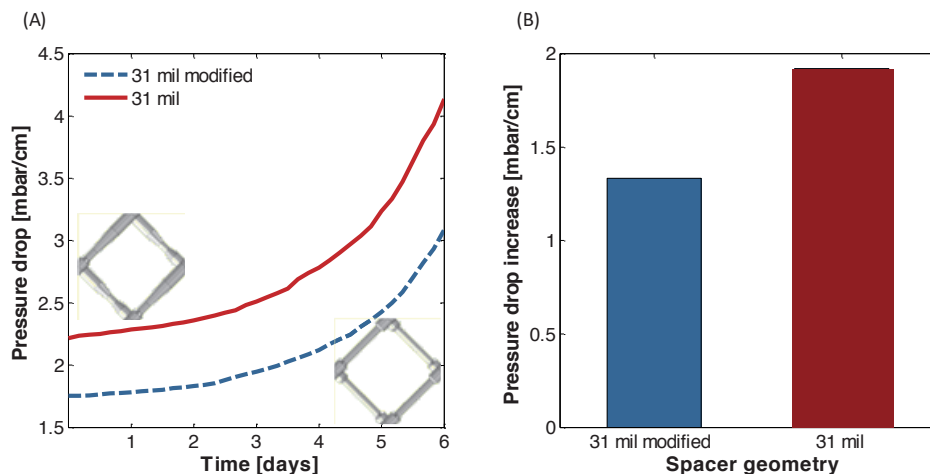 (A)
4.5
4
3.5
3
2.5
2
1.5
Pressure drop [mbar/cm]
31 mil modified
31 mil
1 2 3 4 5 6
Time [days]
(B)
2
1.5
1
0.5
0
Pressure drop increase [mbar/cm]
31 mil modified 31 mil
Spacer geometry